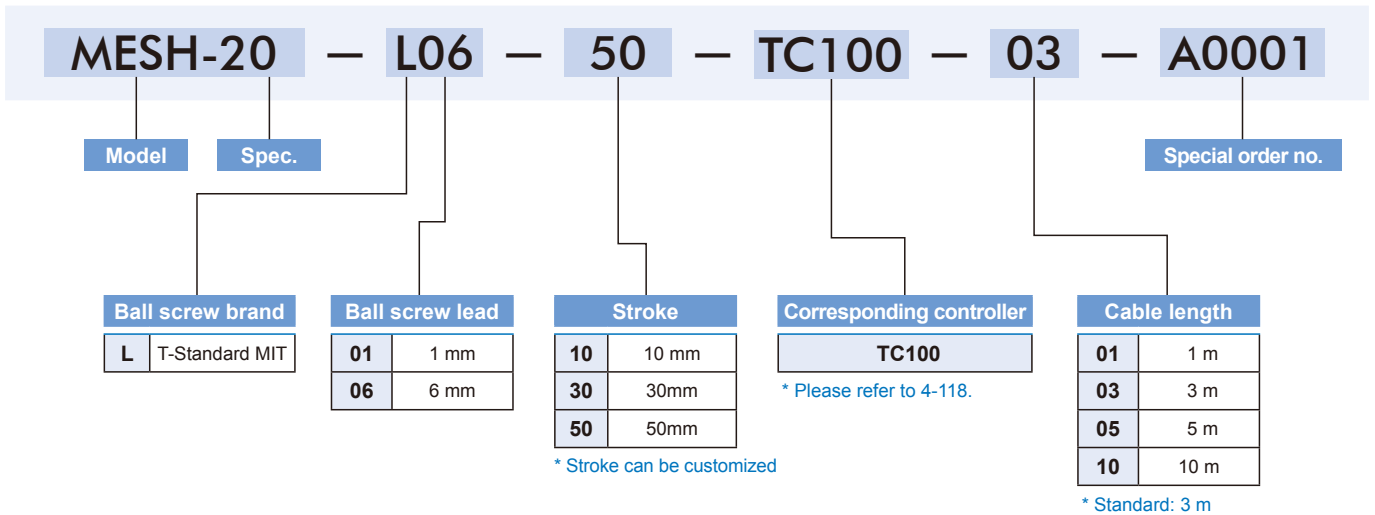 MESH-20 — L06 — 50 — TC100 — 03 — A0001
Model Spec. Special order no.
Ball screw brand
L T-Standard MIT
Ball screw lead
01 1 mm
06 6 mm
Stroke
10 10 mm
30 30mm
50 50mm
* Stroke can be customized
Corresponding controller
TC100
* Please refer to 4-118.
Cable length
01 1 m
03 3 m
05 5 m
10 10 m
* Standard: 3 m